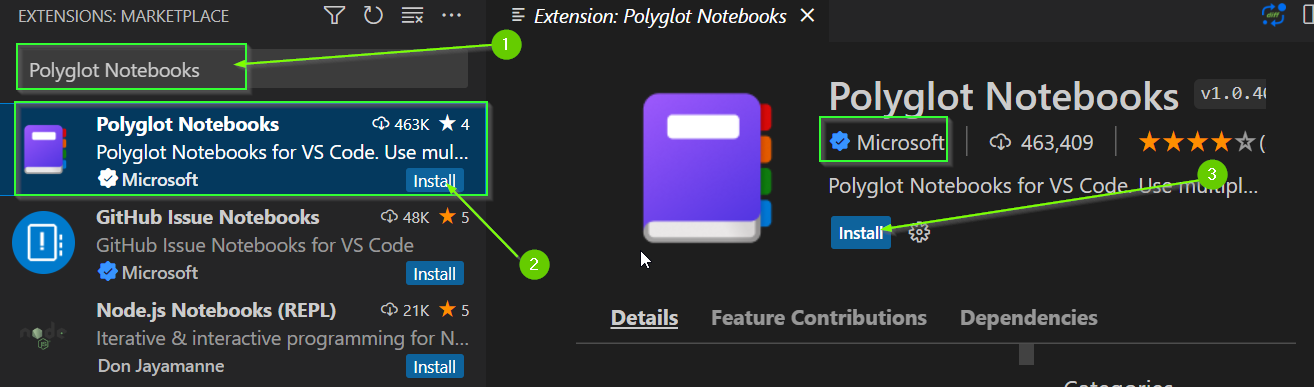 EXTENSIONS: MARKETPLACE
Polyglot Notebooks
Polyglot Notebooks 463K 4
Polyglot Notebooks for VS Code. Use mul...
Microsoft Install
GitHub Issue Notebooks 48K 5
GitHub Issue Notebooks for VS Code
Microsoft Install
Node.js Notebooks (REPL) 21K 5
Iterative & interactive programming for N...
Don Jayamanne Install
1
2
Extension: Polyglot Notebooks
Polyglot Notebooks v1.0.40
Microsoft 463,409 (
3
Polyglot Notebooks for VS Code. Use multipl...
Install
Details Feature Contributions Dependencies
Categories